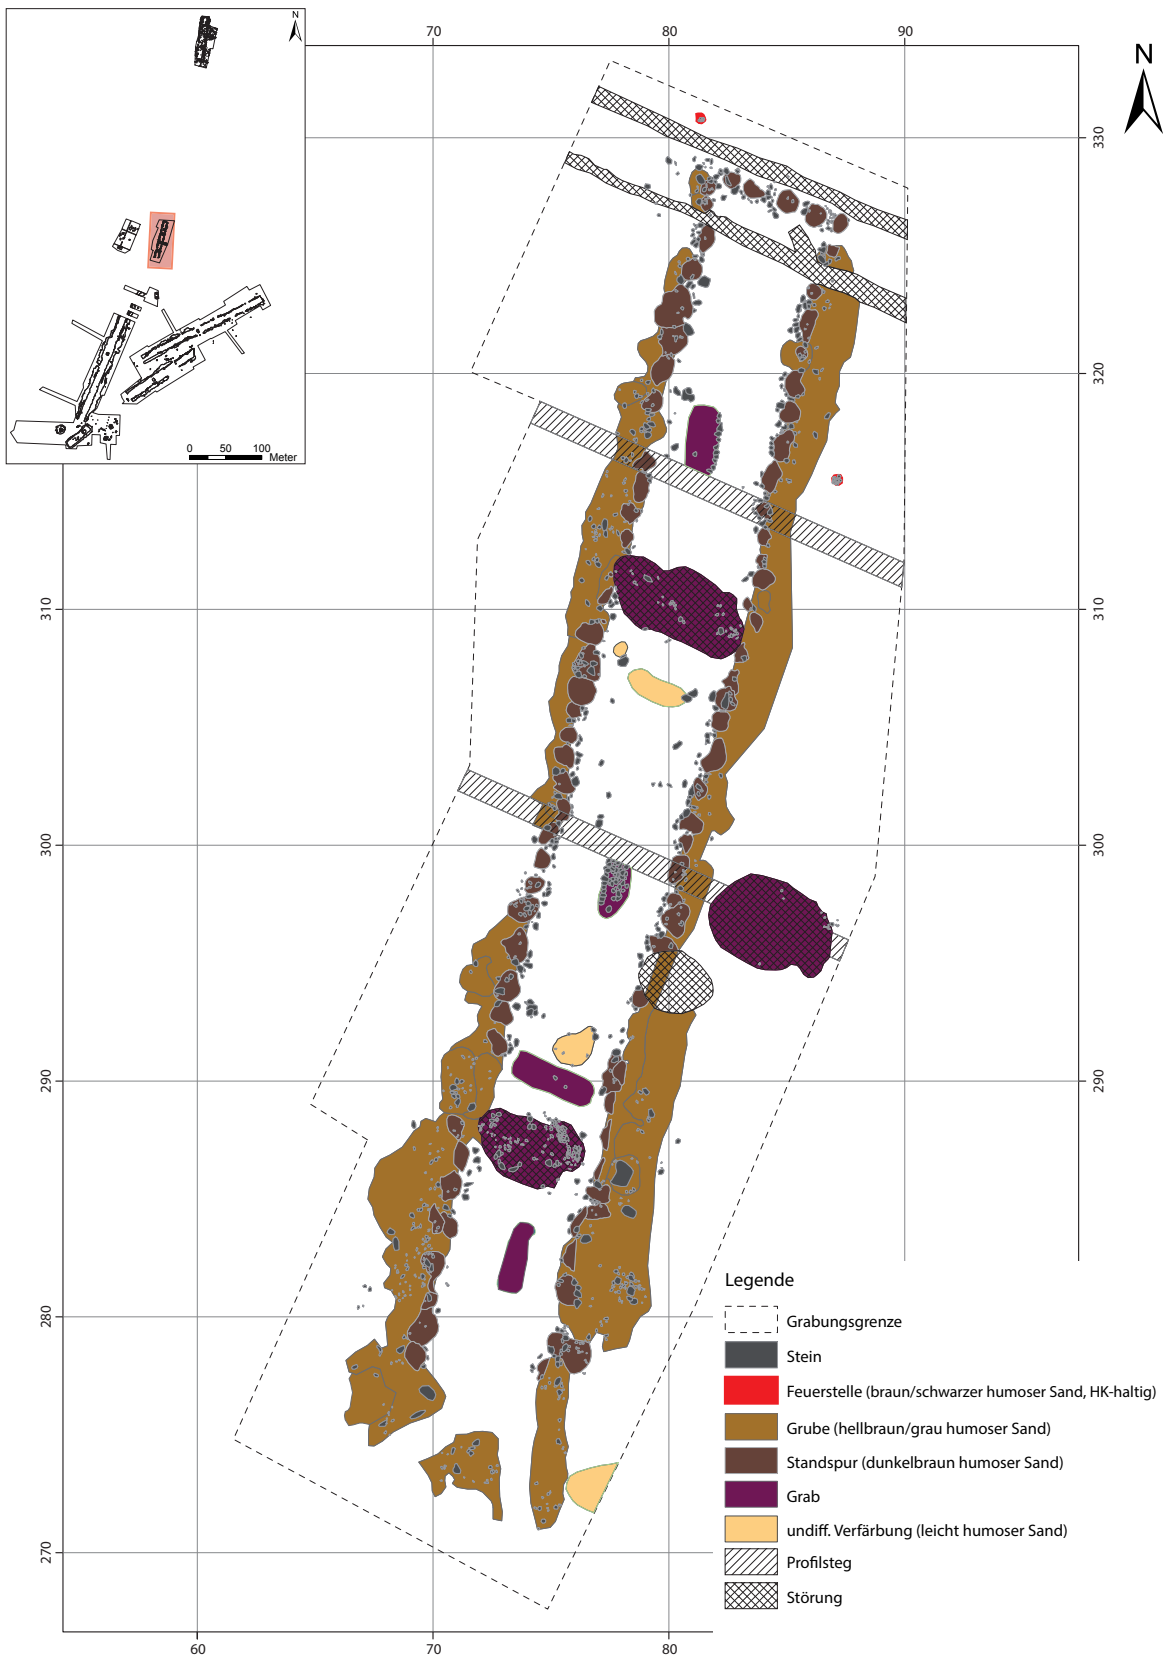 N
0 50 100
Meter
70 80 90
N
330
320
310 310
300 300
290 290
280
270
60 70 80
Legende
Grabungsgrenze
Stein
Feuerstelle (braun/schwarzer humoser Sand, HK-haltig)
Grube (hellbraun/grau humoser Sand)
Standspur (dunkelbraun humoser Sand)
Grab
undiff. Verfärbung (leicht humoser Sand)
Profilsteg
Störung